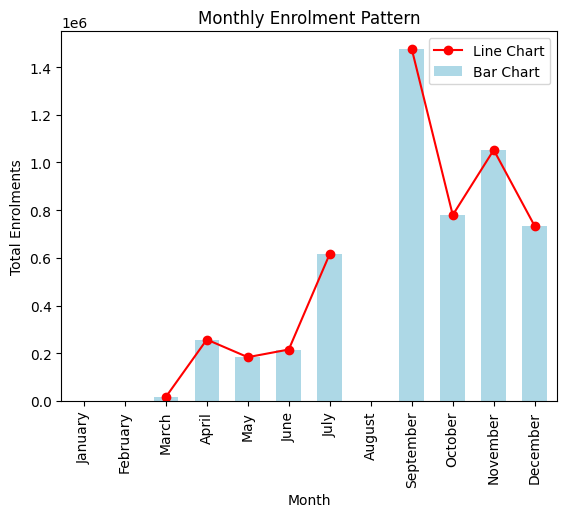 Monthly Enrolment Pattern
1e6
Line Chart
Bar Chart
Total Enrolments
1.4
1.2
1.0
0.8
0.6
0.4
0.2
0.0
January
February
March
April
May
June
July
August
September
October
November
December
Month